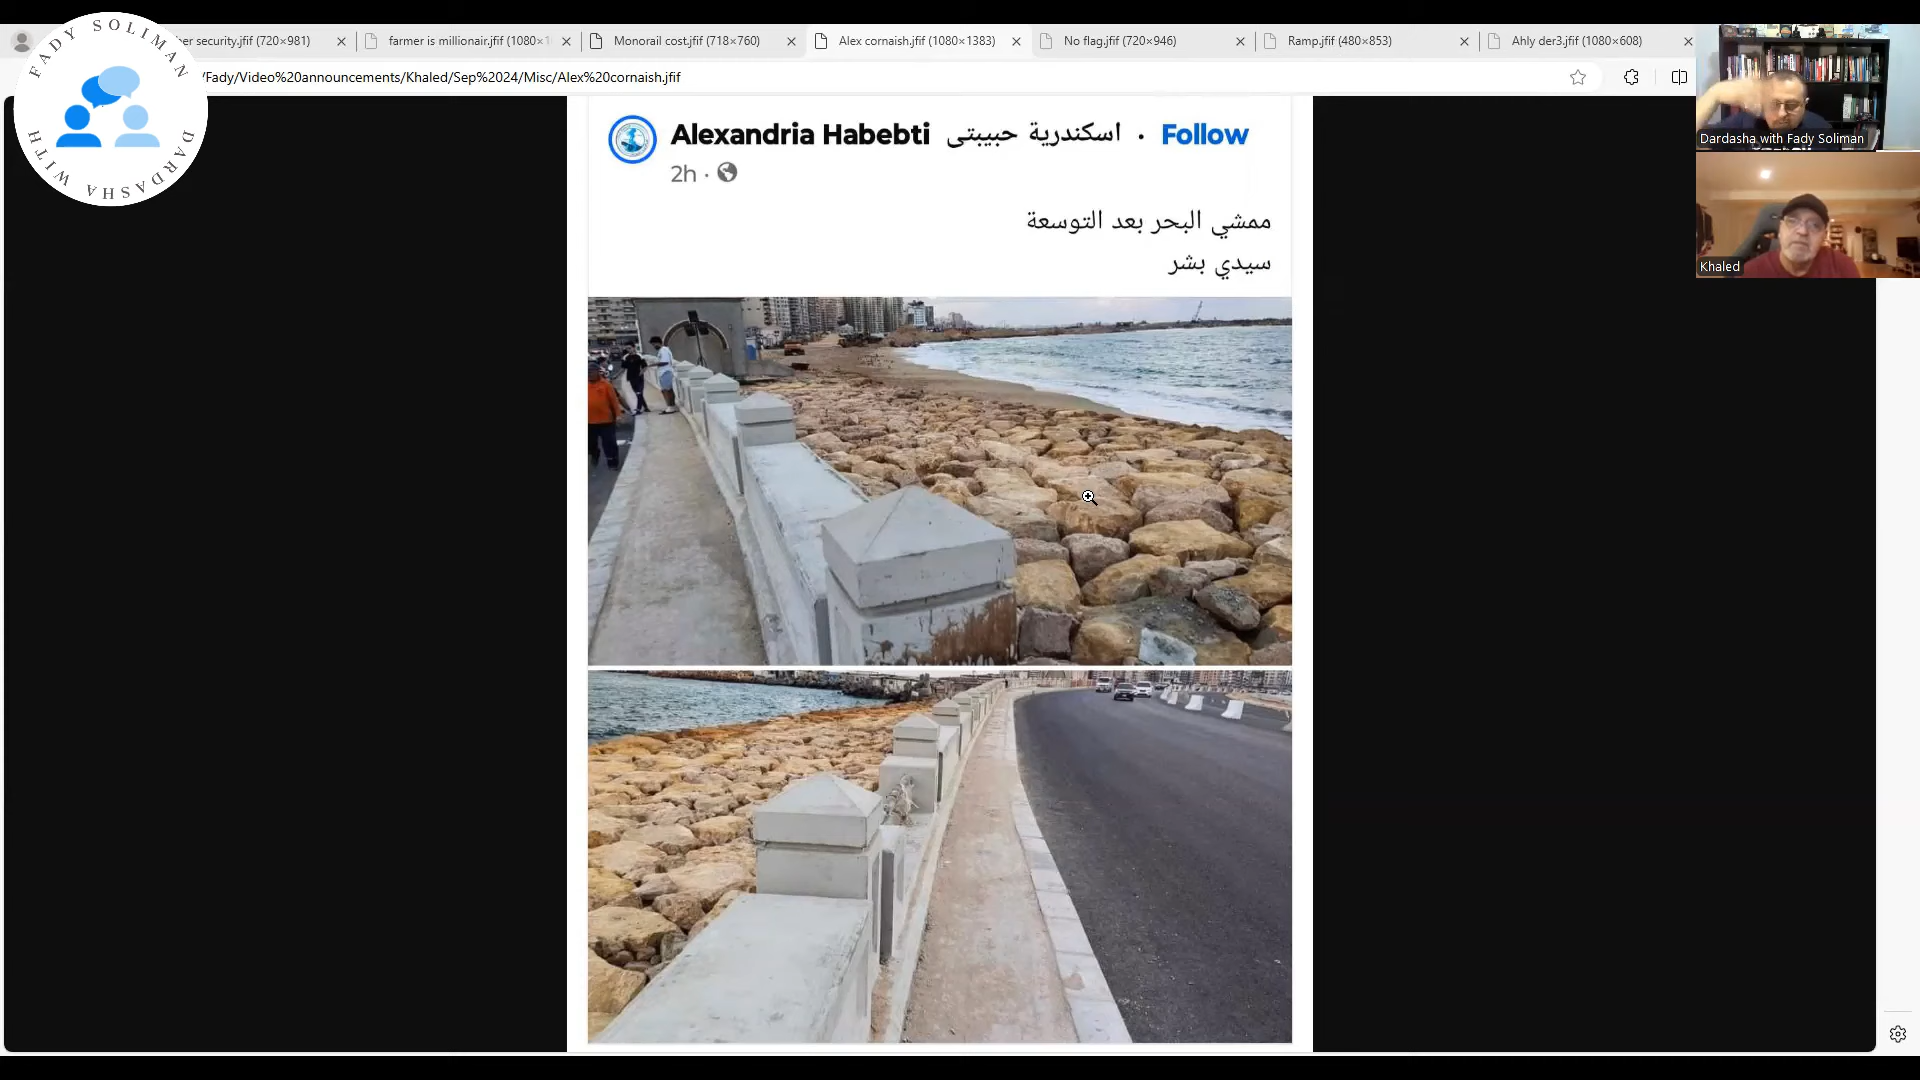 FADY SOLIMAN
DARDASHA WITH
er security.jfif (720×981)
farmer is millionair.jfif (1080×1
Monorail cost.jfif (718×760)
Alex cornaish.jfif (1080×1383)
No flag.jfif (720×946)
Ramp.jfif (480×853)
Ahly der3.jfif (1080×608)
/Fady/Video%20announcements/Khaled/Sep%2024/Misc/Alex%20cornaish.jfif
Alexandria Habebti اسكندرية حبيبتى · Follow
2h ·
ممشي البحر بعد التوسعة
سيدي بشر
Dardasha with Fady Soliman
Khaled